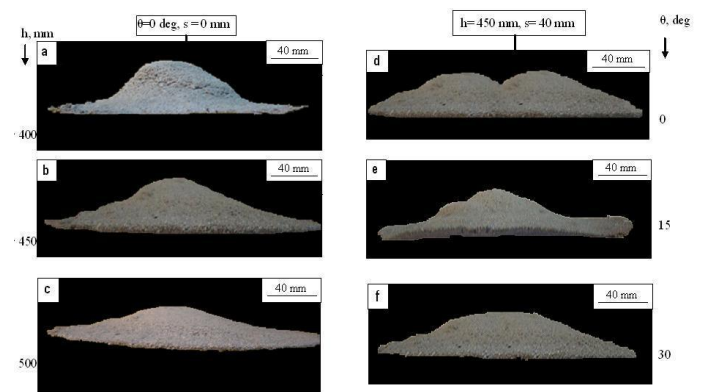 h, mm
θ=0 deg, s = 0 mm
a
40 mm
400
b
40 mm
450
c
40 mm
500
h= 450 mm, s= 40 mm
θ, deg
d
40 mm
0
e
40 mm
15
f
40 mm
30